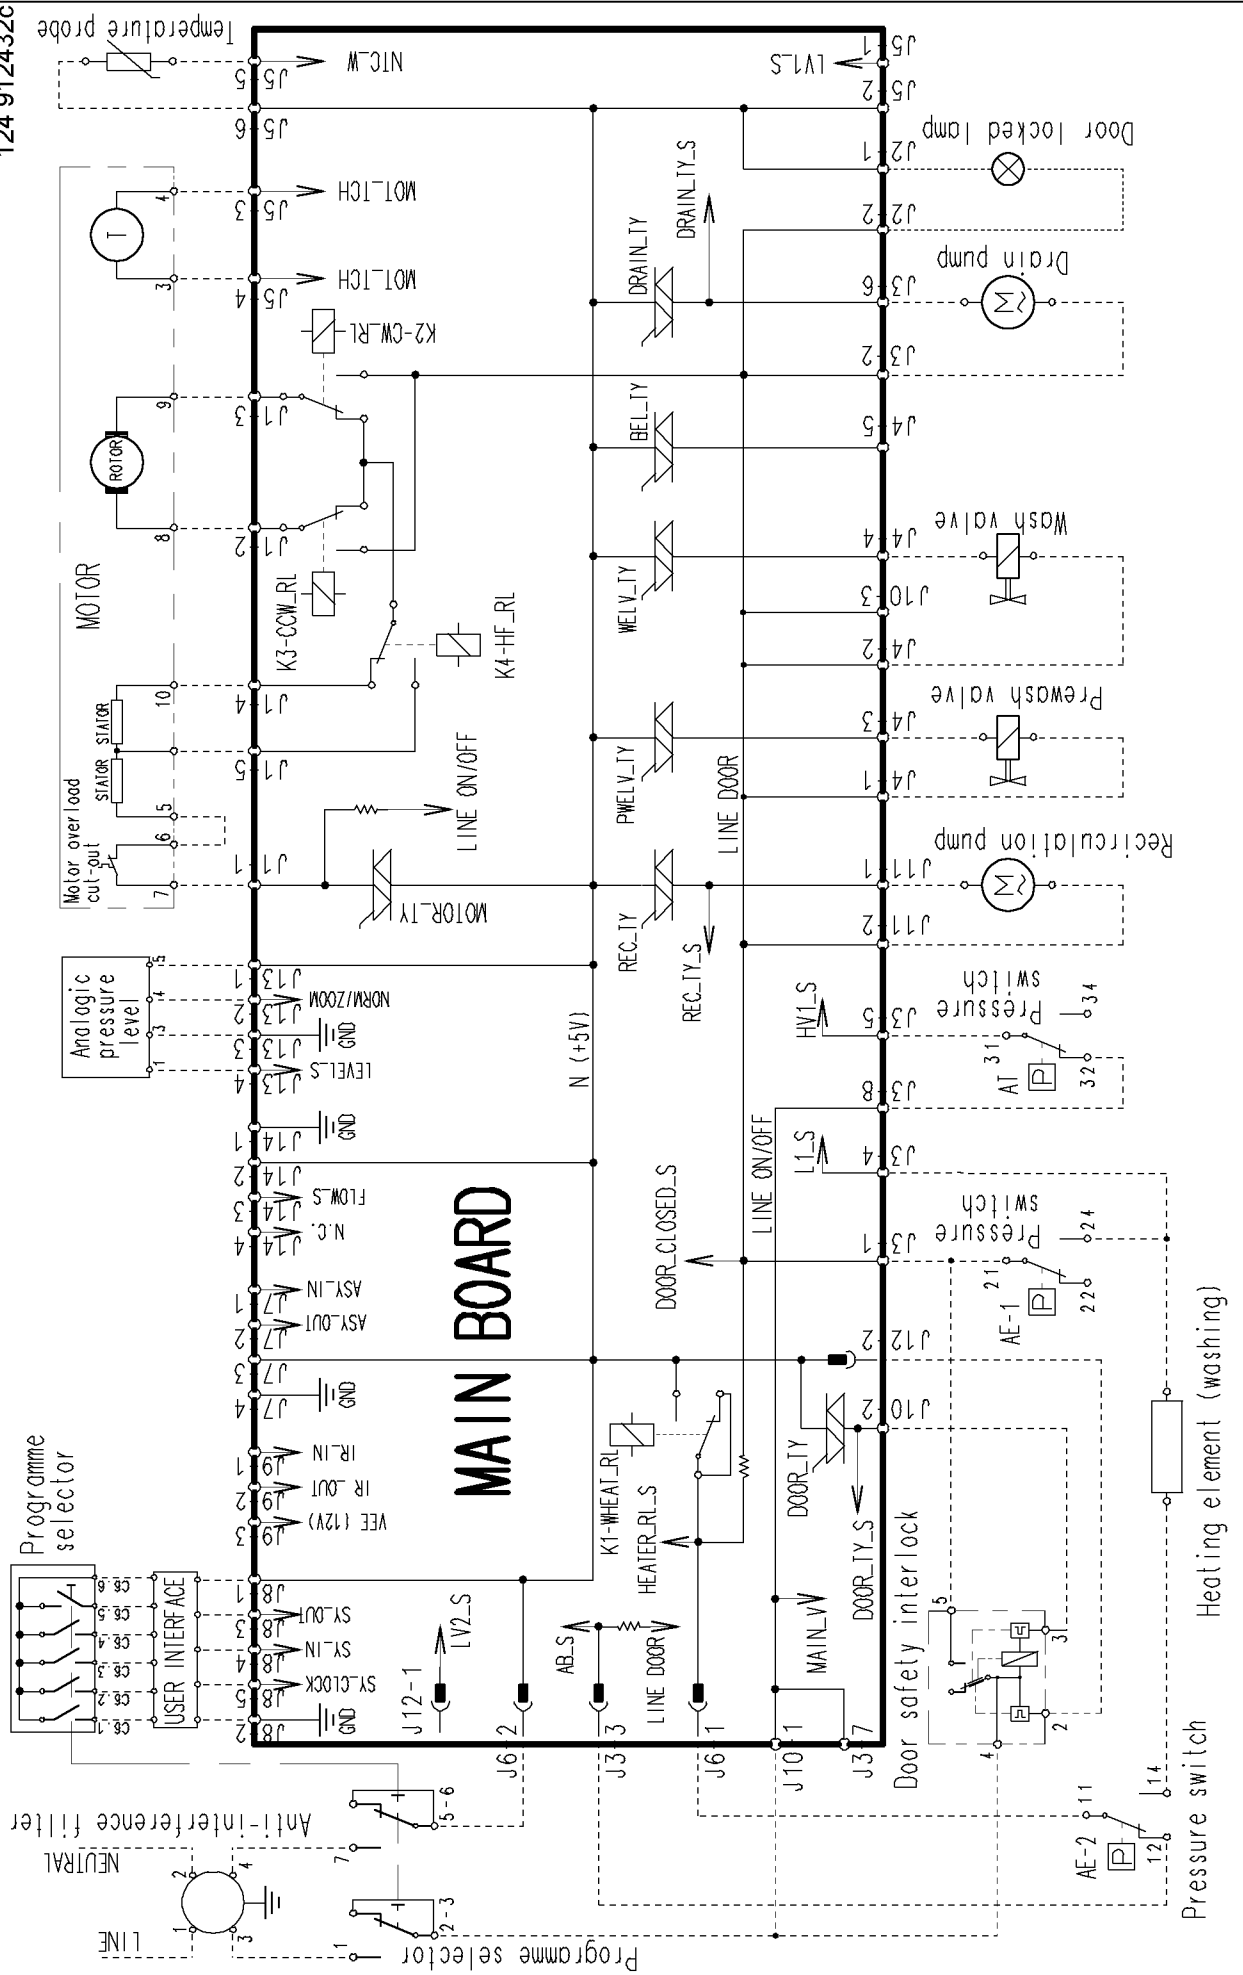 124 912432c
Temperature probe
J5-5
NTC_W
J5-6
LV1_S
J5-1
J5-2
4
T
3
J5-3
MOT_TCH
J5-4
MOT_TCH
J2-1
Door locked lamp
J2-2
DRAIN_TY
DRAIN_TY_S
J3-6
Drain pump
M
J3-2
K2-CW_RL
9
ROTOR
8
J1-3
J1-2
K3-CCW_RL
BEL_TY
J4-5
MOTOR
WELV_TY
J4-4
Wash valve
J10-3
J4-2
K4-HF_RL
10
STATOR
STATOR
J1-4
J1-5
PWELV_TY
LINE DOOR
J4-3
Prewash valve
J4-1
Motor overload
cut-out
5
6
7
J1-1
LINE ON/OFF
MOTOR_TY
REC_TY
REC_TY_S
J11-1
Recirculation pump
M
J11-2
Analogic
pressure
level
5
4
3
1
J13-1
J13-2
NORM/ZOOM
J13-3
GND
J13-4
LEVEL_S
N (+5V)
HV1_S
J3-5
Pressure
switch
AT
P
31
34
32
J3-8
J14-1
GND
J14-2
J14-3
FLOW_S
J14-4
N.C.
LINE ON/OFF
L1_S
J3-4
DOOR_CLOSED_S
J3-1
Pressure
switch
AE-1
P
21
24
22
MAIN BOARD
J7-1
ASY_IN
J7-2
ASY_OUT
J7-3
J7-4
GND
J12-2
J9-1
IR_IN
J9-2
IR_OUT
J9-3
VEE (12V)
K1-WHEAT_RL
HEATER_RL_S
DOOR_TY
DOOR_TY_S
J10-2
Heating element (washing)
Programme
selector
C6.6
C6.5
C6.4
C6.3
C6.2
C6.1
USER INTERFACE
J8-1
J8-3
SY_OUT
J8-4
SY_IN
J8-5
SY_CLOCK
J8-2
GND
LV2_S
J12-1
AB_S
LINE DOOR
MAIN_V
J6-2
J3-3
J6-1
J10-1
J3-7
Door safety interlock
5
3
2
4
Anti-interference filter
NEUTRAL
LINE
2
4
1
3
5-6
7
2-3
1
Programme selector
AE-2
P
11
14
12
Pressure switch